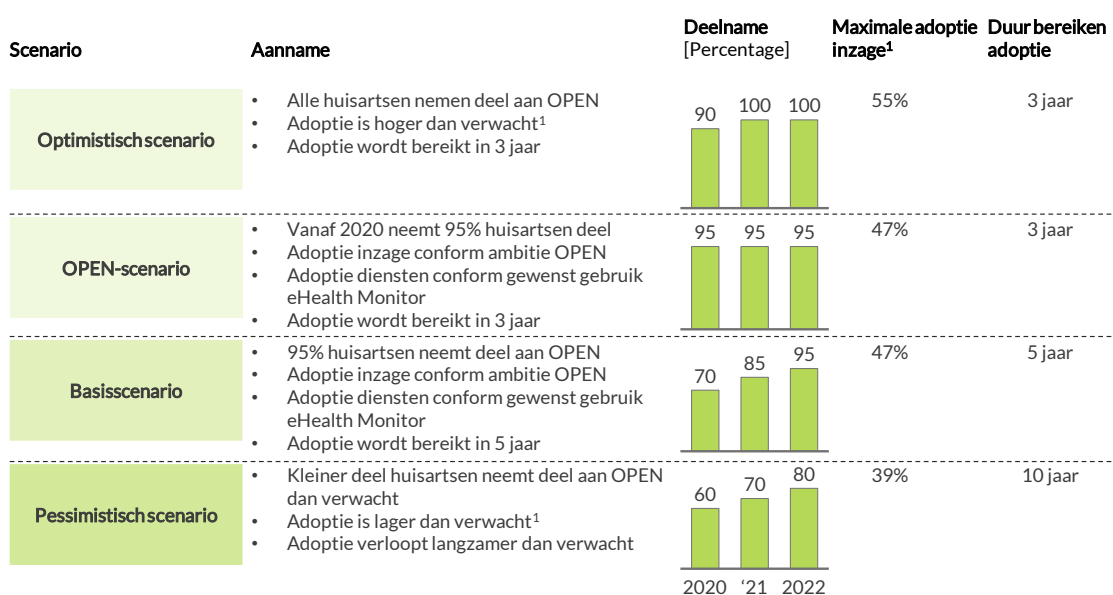 Scenario
Aanname
Deelname
[Percentage]
Maximale adoptie
inzage¹
Duur bereiken
adoptie
Optimistisch scenario
• Alle huisartsen nemen deel aan OPEN
• Adoptie is hoger dan verwacht¹
• Adoptie wordt bereikt in 3 jaar
90 100 100
55%
3 jaar
OPEN-scenario
• Vanaf 2020 neemt 95% huisartsen deel
• Adoptie inzage conform ambitie OPEN
• Adoptie diensten conform gewenst gebruik
eHealth Monitor
• Adoptie wordt bereikt in 3 jaar
95 95 95
47%
3 jaar
Basisscenario
• 95% huisartsen neemt deel aan OPEN
• Adoptie inzage conform ambitie OPEN
• Adoptie diensten conform gewenst gebruik
eHealth Monitor
• Adoptie wordt bereikt in 5 jaar
70 85 95
47%
5 jaar
Pessimistisch scenario
• Kleiner deel huisartsen neemt deel aan OPEN
dan verwacht
• Adoptie is lager dan verwacht¹
• Adoptie verloopt langzamer dan verwacht
60 70 80
39%
10 jaar
2020 ‘21 2022